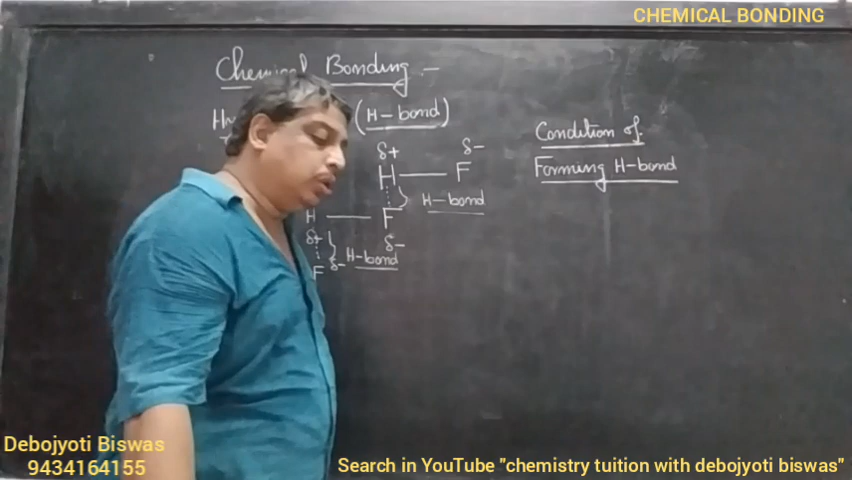 CHEMICAL BONDING
Chemical Bonding :-
(H-bond)
Condition of
Forming H-bond
δ+ δ-
H — F
H-bond
H — F
δ+ δ-
H-bond
F δ-
Debojyoti Biswas
9434164155
Search in YouTube "chemistry tuition with debojyoti biswas"